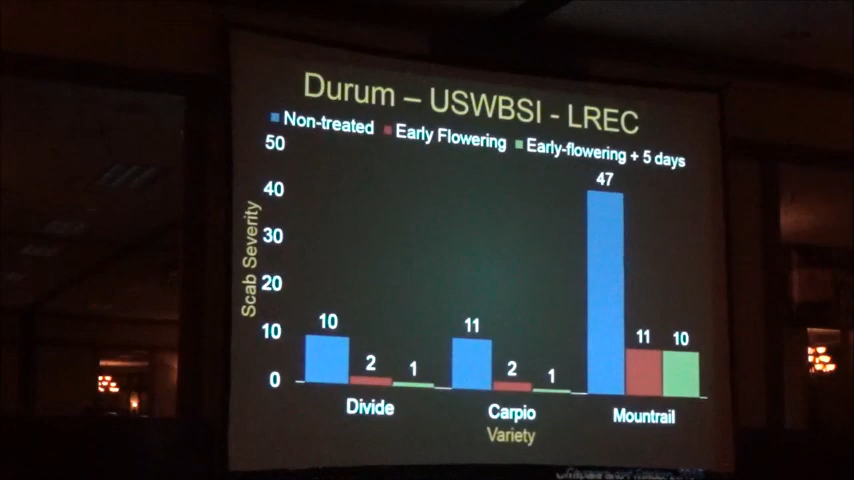 Durum – USWBSI - LREC
Non-treated Early Flowering Early-flowering + 5 days
50
40
30
20
10
0
Scab Severity
10 2 1
11 2 1
47 11 10
Divide Carpio Mountrail
Variety